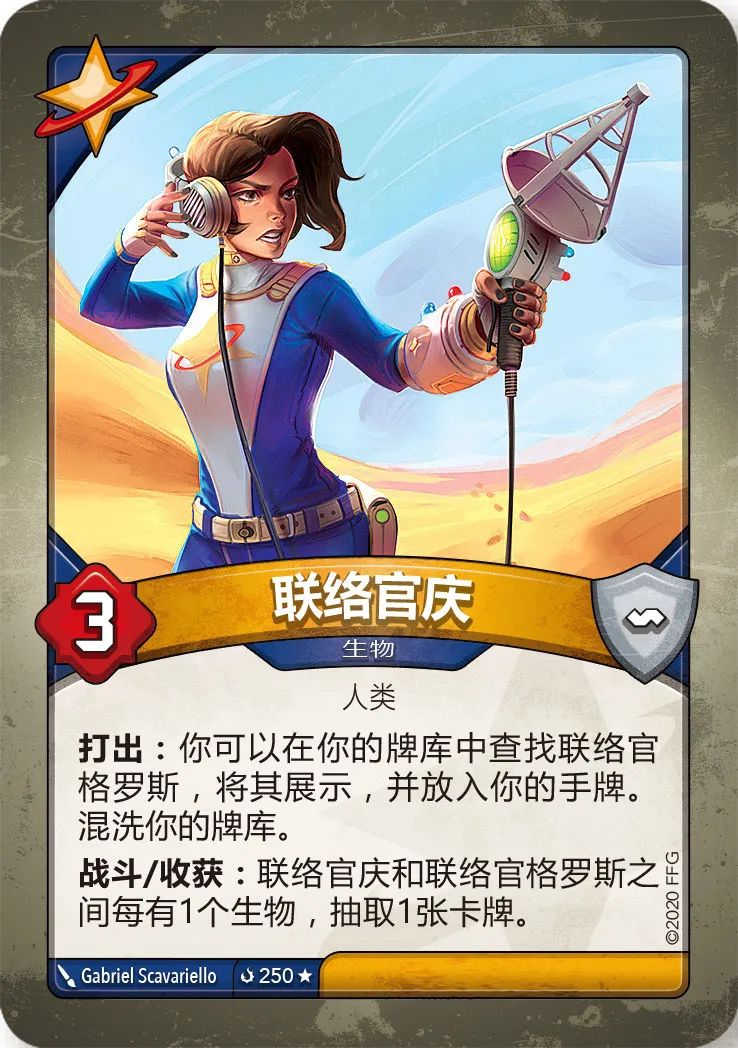 联络官庆
3
生物
人类
打出：你可以在你的牌库中查找联络官
格罗斯，将其展示，并放入你的手牌。
混洗你的牌库。
战斗/收获：联络官庆和联络官格罗斯之
间每有1个生物，抽取1张卡牌。
©2020 FFG
Gabriel Scavariello
250